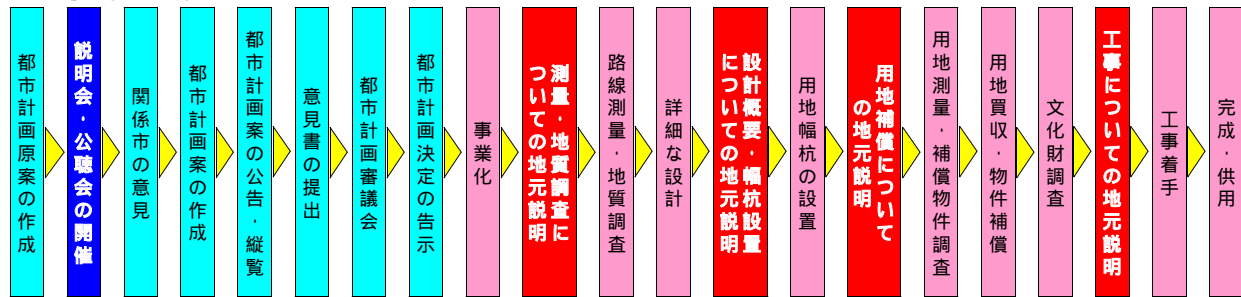 都市計画原案の作成
説明会・公聴会の開催
関係市の意見
都市計画案の作成
都市計画案の公告・縦覧
意見書の提出
都市計画審議会
都市計画決定の告示
事業化
測量・地質調査に
ついての地元説明
路線測量・地質調査
詳細な設計
設計概要・幅杭設置
についての地元説明
用地幅杭の設置
用地補償について
の地元説明
用地測量・補償物件調査
用地買収・物件補償
文化財調査
工事についての地元説明
工事着手
完成・供用